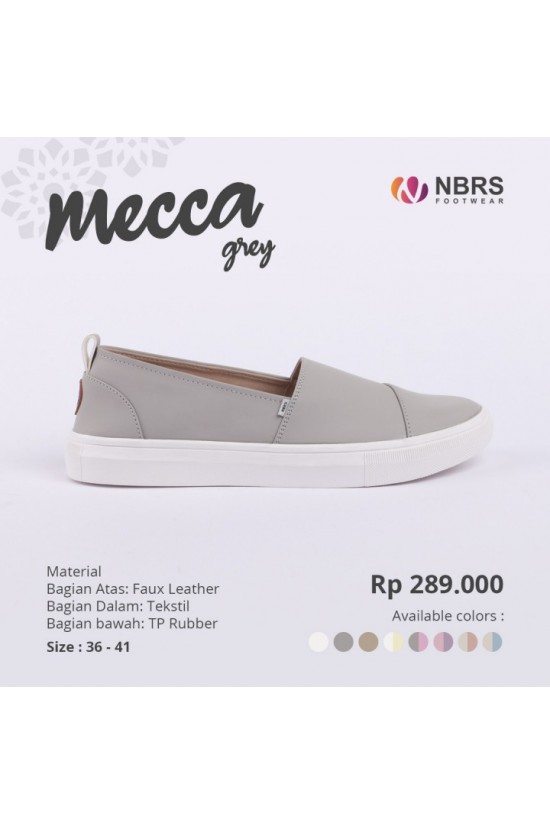 mecca
grey
NBRS
FOOTWEAR
Material
Bagian Atas: Faux Leather
Bagian Dalam: Tekstil
Bagian bawah: TP Rubber
Size : 36 - 41
Rp 289.000
Available colors :